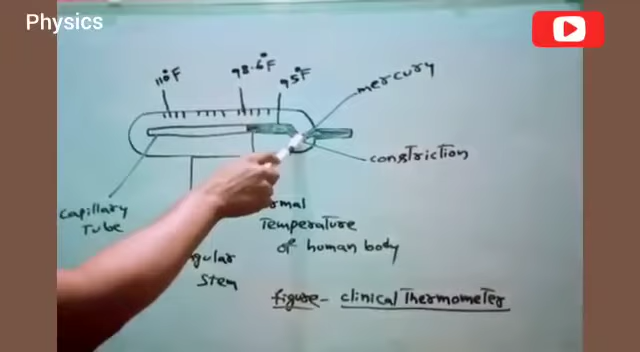 Physics
110°F
98.6°F
95°F
mercury
constriction
capillary
Tube
Temperature
of human body
Stem
figure- clinical Thermometer